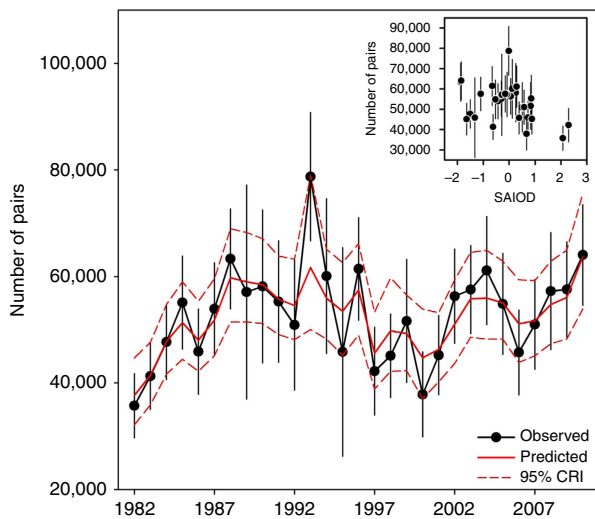 Number of pairs
100,000
80,000
60,000
40,000
20,000
1982 1987 1992 1997 2002 2007
Number of pairs
90,000
80,000
70,000
60,000
50,000
40,000
30,000
−2 −1 0 1 2 3
SAIOD
Observed
Predicted
95% CRI